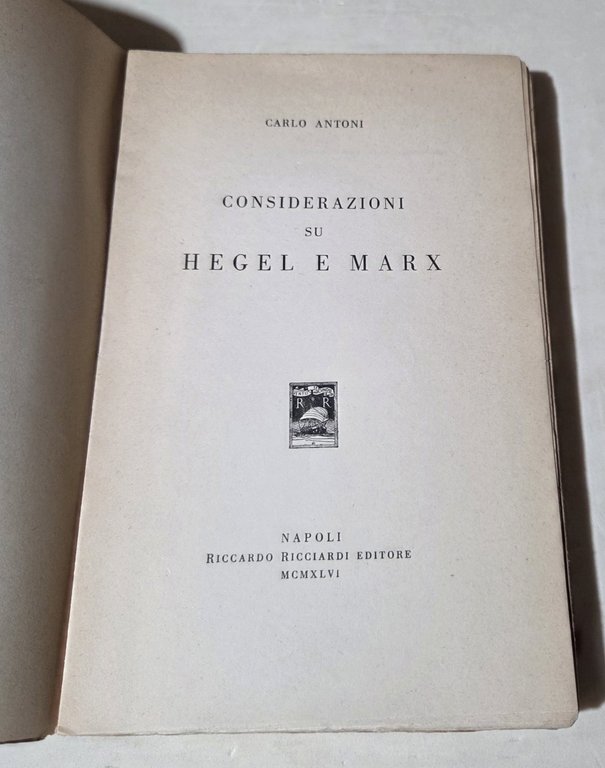 CARLO ANTONI
CONSIDERAZIONI
SU
HEGEL E MARX
R R
NAPOLI
RICCARDO RICCIARDI EDITORE
MCMXLVI